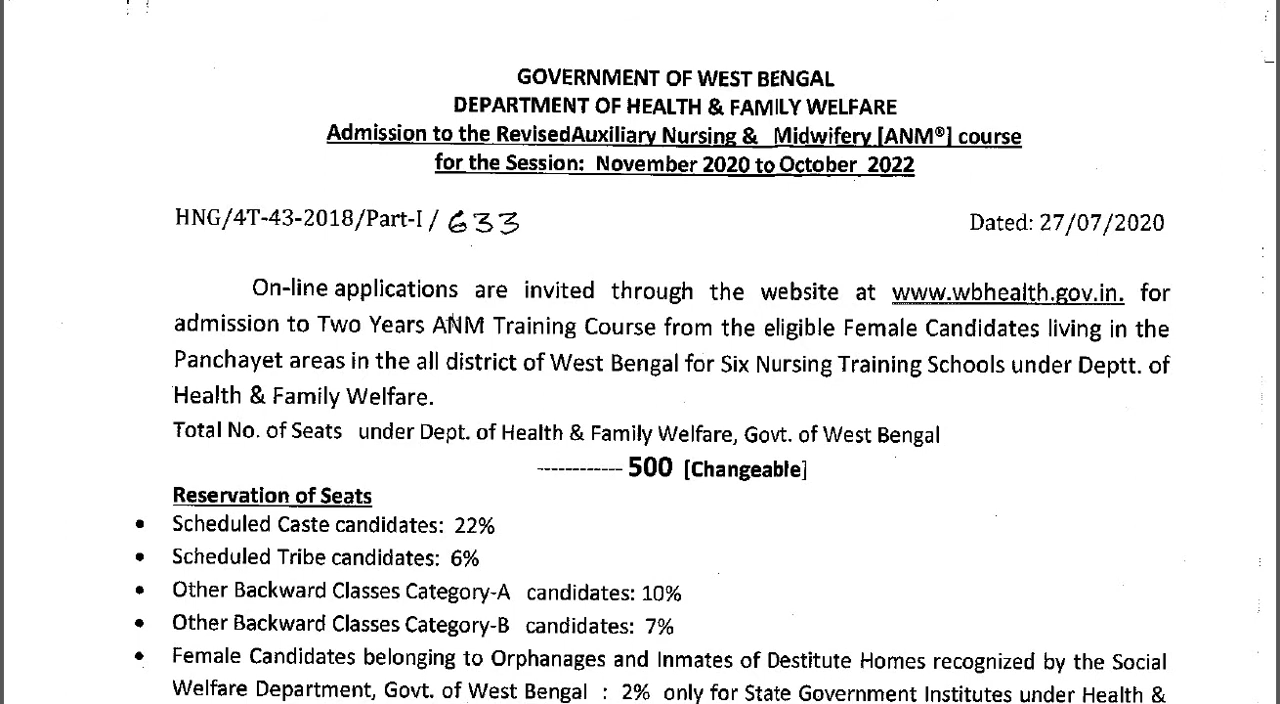 GOVERNMENT OF WEST BENGAL
DEPARTMENT OF HEALTH & FAMILY WELFARE
Admission to the RevisedAuxiliary Nursing & Midwifery [ANM®] course
for the Session: November 2020 to October 2022
HNG/4T-43-2018/Part-I / 633 Dated: 27/07/2020
On-line applications are invited through the website at www.wbhealth.gov.in. for
admission to Two Years ANM Training Course from the eligible Female Candidates living in the
Panchayet areas in the all district of West Bengal for Six Nursing Training Schools under Deptt. of
Health & Family Welfare.
Total No. of Seats under Dept. of Health & Family Welfare, Govt. of West Bengal
------------ 500 [Changeable]
Reservation of Seats
• Scheduled Caste candidates: 22%
• Scheduled Tribe candidates: 6%
• Other Backward Classes Category-A candidates: 10%
• Other Backward Classes Category-B candidates: 7%
• Female Candidates belonging to Orphanages and Inmates of Destitute Homes recognized by the Social
Welfare Department, Govt. of West Bengal : 2% only for State Government Institutes under Health &